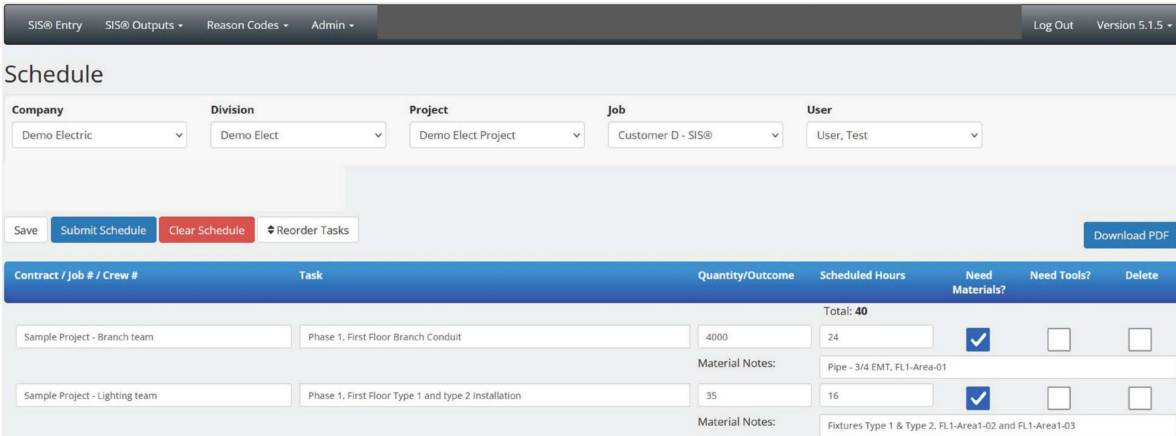 SIS® Entry SIS® Outputs Reason Codes Admin Log Out Version 5.1.5
Schedule
Company Division Project Job User
Demo Electric Demo Elect Demo Elect Project Customer D - SIS® User, Test
Save Submit Schedule Clear Schedule Reorder Tasks Download PDF
Contract / Job # / Crew # Task Quantity/Outcome Scheduled Hours Need Materials? Need Tools? Delete
Total: 40
Sample Project - Branch team Phase 1, First Floor Branch Conduit 4000 24
Material Notes: Pipe - 3/4 EMT, FL1-Area-01
Sample Project - Lighting team Phase 1, First Floor Type 1 and type 2 Installation 35 16
Material Notes: Fixtures Type 1 & Type 2, FL1-Area1-02 and FL1-Area1-03